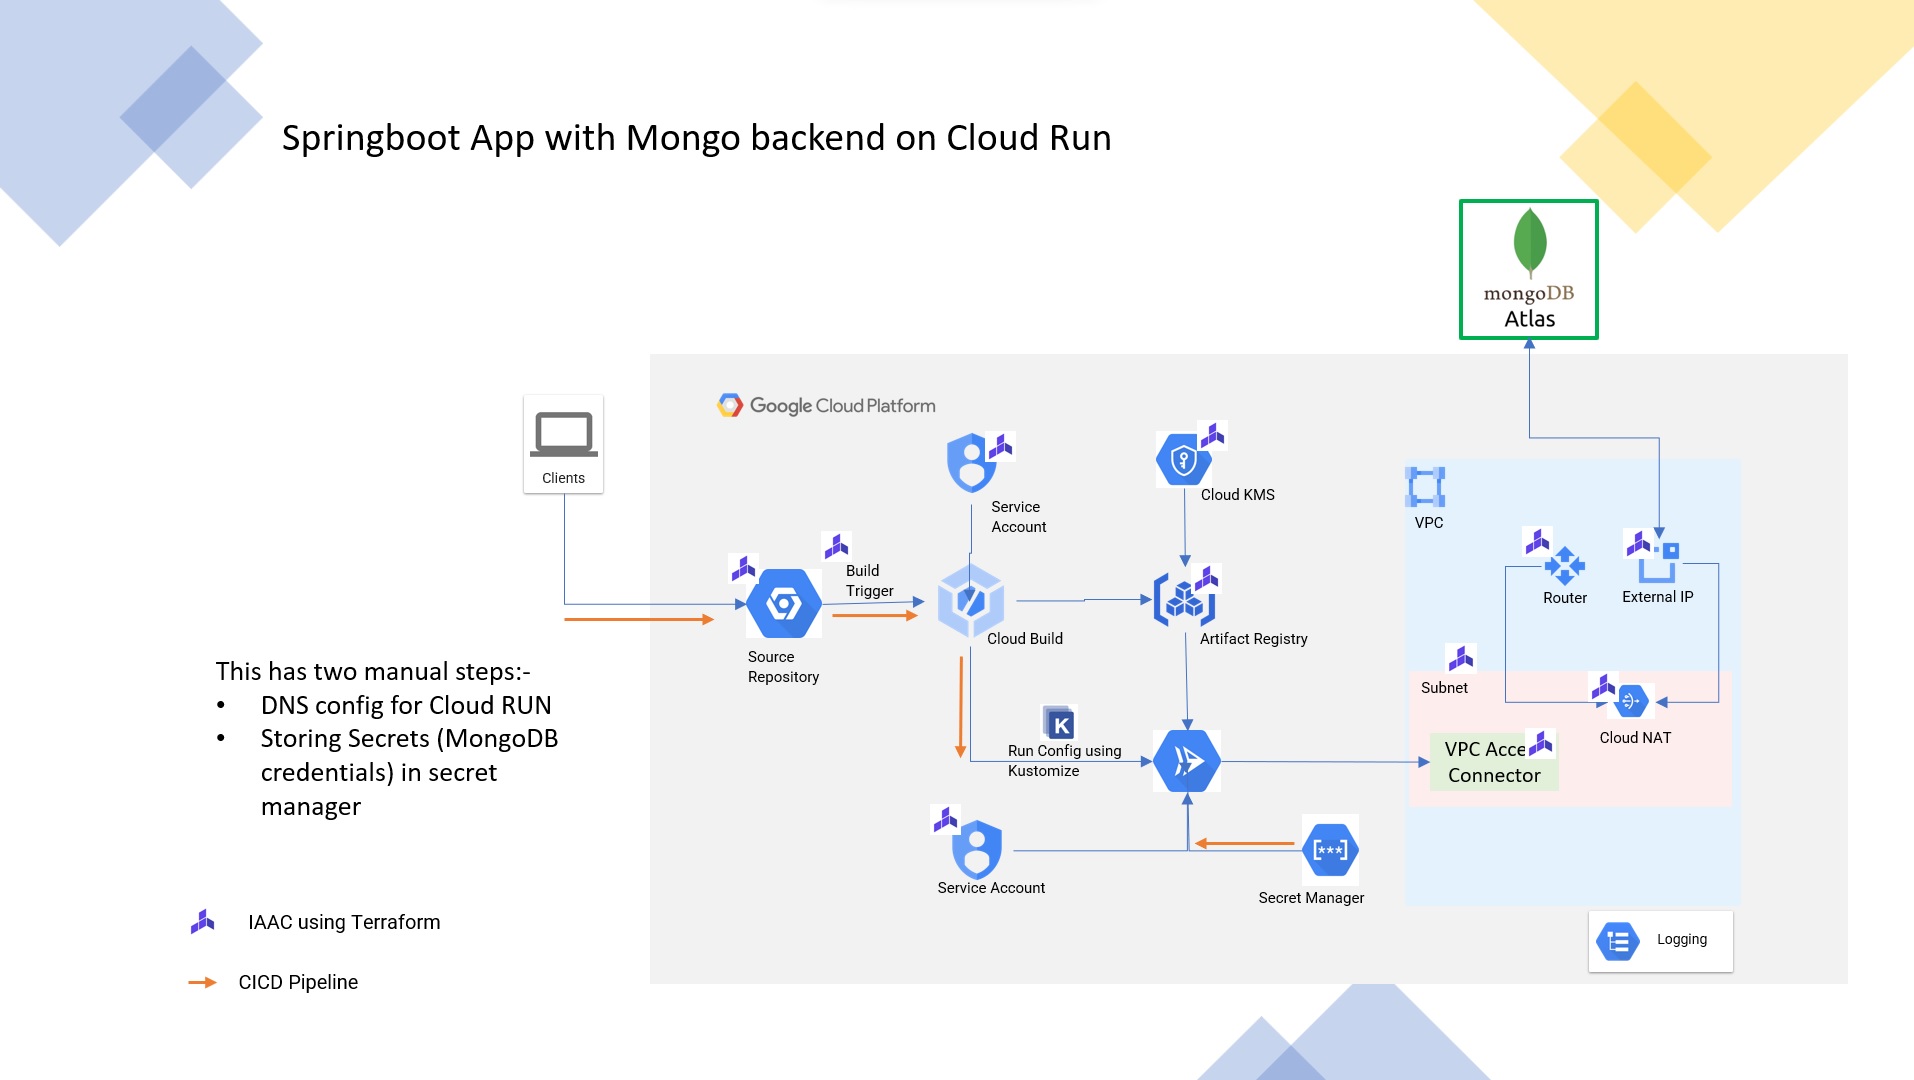 Springboot App with Mongo backend on Cloud Run
mongoDB
Atlas
Google Cloud Platform
Clients
Service
Account
Cloud KMS
VPC
Build
Trigger
Router
External IP
Cloud Build
Artifact Registry
Source
Repository
This has two manual steps:-
• DNS config for Cloud RUN
• Storing Secrets (MongoDB
credentials) in secret
manager
Subnet
K
Run Config using
Kustomize
Cloud NAT
VPC Acce
Connector
Service Account
[***]
Secret Manager
IAAC using Terraform
Logging
CICD Pipeline